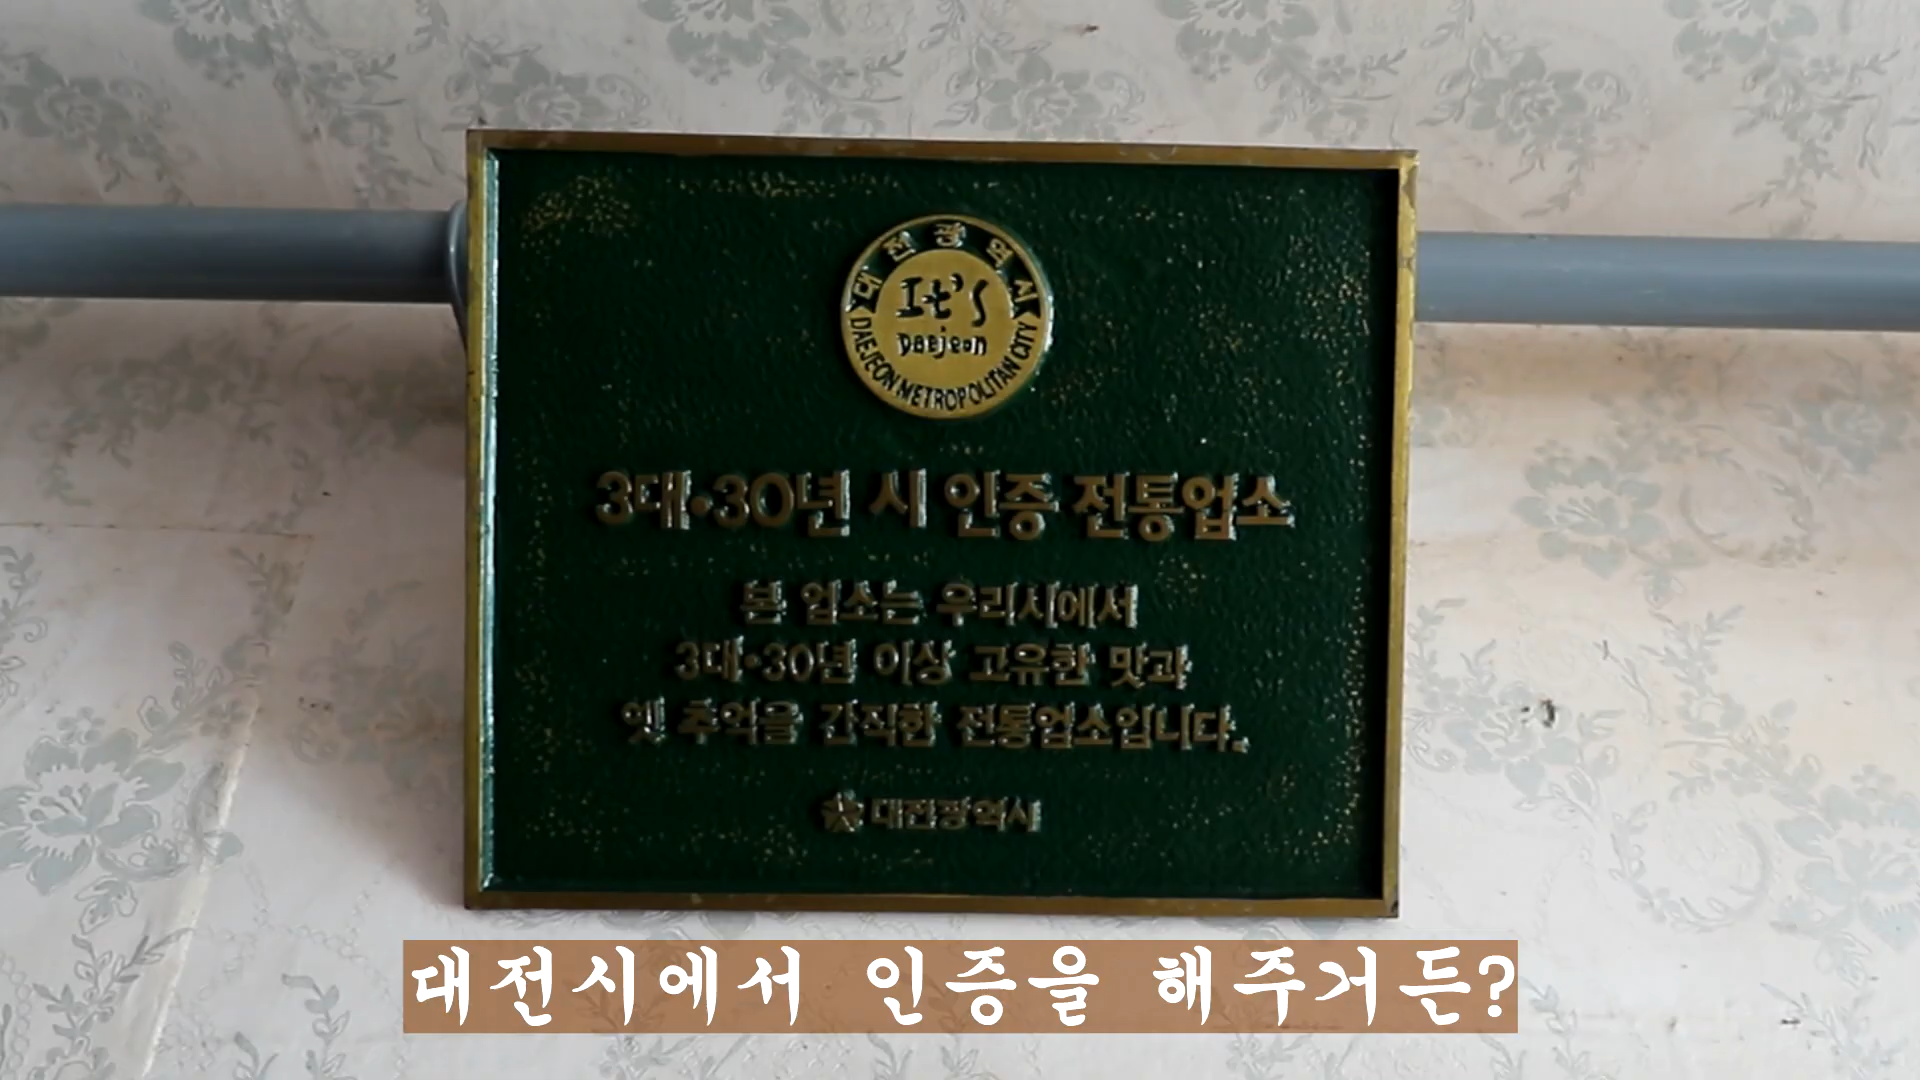 대전광역시
It's
Daejeon
DAEJEON METROPOLITAN CITY
3대·30년 시 인증 전통업소
본 업소는 우리시에서
3대·30년 이상 고유한 맛과
옛 추억을 간직한 전통업소입니다.
대전광역시
대전시에서 인증을 해주거든?